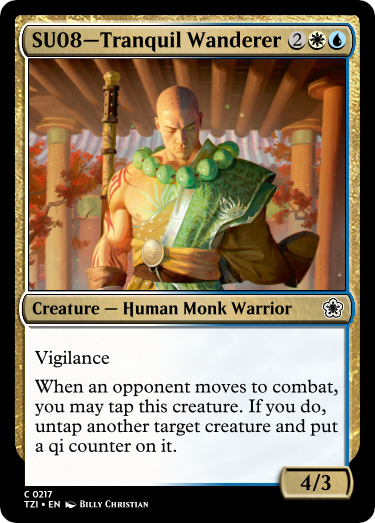 SU08—Tranquil Wanderer 2
Creature — Human Monk Warrior
Vigilance
When an opponent moves to combat,
you may tap this creature. If you do,
untap another target creature and put
a qi counter on it.
4/3
C 0217
TZI • EN Billy Christian